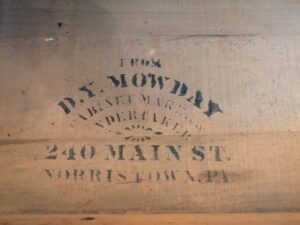 FROM
D.Y. MOWDAY
CABINET MAKER &
UNDERTAKER
240 MAIN ST.
NORRISTOWN, PA